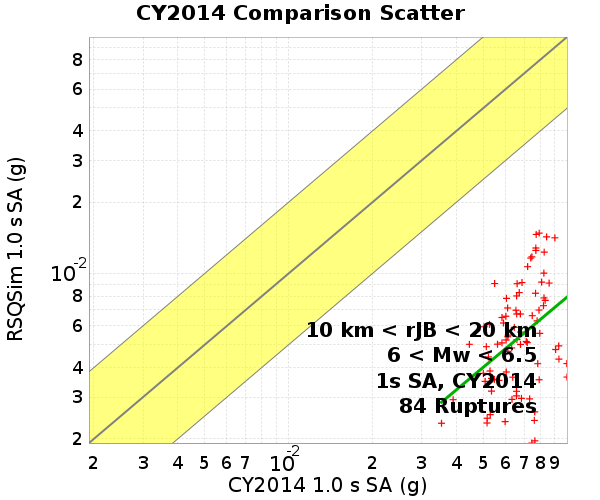 CY2014 Comparison Scatter
RSQSim 1.0 s SA (g)
8
6
4
3
2
10-2
8
6
4
3
2
10 km < rJB < 20 km
6 < Mw < 6.5
1s SA, CY2014
84 Ruptures
2 3 4 5 6 7 10-2 2 3 4 5 6 7 8 9
CY2014 1.0 s SA (g)